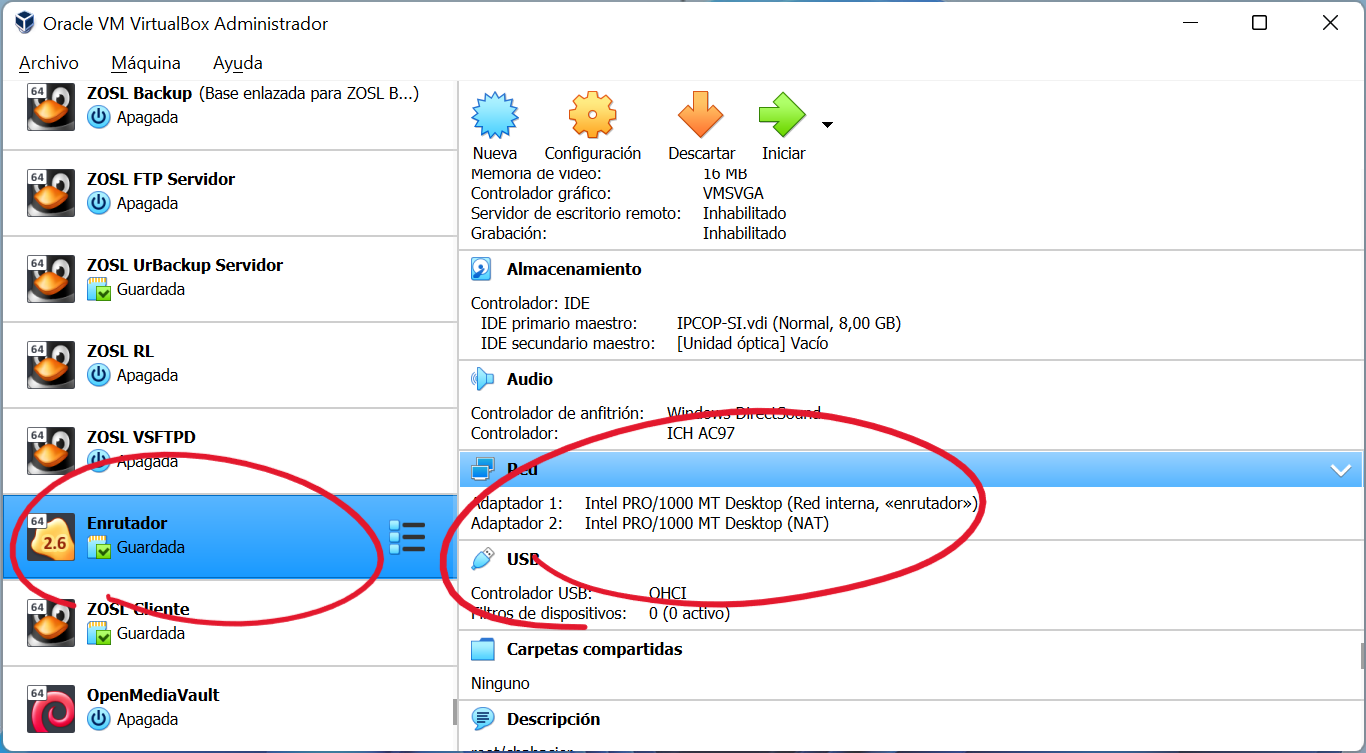 Oracle VM VirtualBox Administrador
Archivo Máquina Ayuda
64 ZOSL Backup (Base enlazada para ZOSL B...)
Apagada
64 ZOSL FTP Servidor
Apagada
64 ZOSL UrBackup Servidor
Guardada
64 ZOSL RL
Apagada
64 ZOSL VSFTPD
Apagada
64 2.6 Enrutador
Guardada
64 ZOSL Cliente
Guardada
64 OpenMediaVault
Apagada
Nueva Configuración Descartar Iniciar
Memoria de vídeo: 16 MB
Controlador gráfico: VMSVGA
Servidor de escritorio remoto: Inhabilitado
Grabación: Inhabilitado
Almacenamiento
Controlador: IDE
IDE primario maestro: IPCOP-SI.vdi (Normal, 8,00 GB)
IDE secundario maestro: [Unidad óptica] Vacío
Audio
Controlador de anfitrión: Windows DirectSound
Controlador: ICH AC97
Red
Adaptador 1: Intel PRO/1000 MT Desktop (Red interna, «enrutador»)
Adaptador 2: Intel PRO/1000 MT Desktop (NAT)
USB
Controlador USB: OHCI
Filtros de dispositivos: 0 (0 activo)
Carpetas compartidas
Ninguno
Descripción